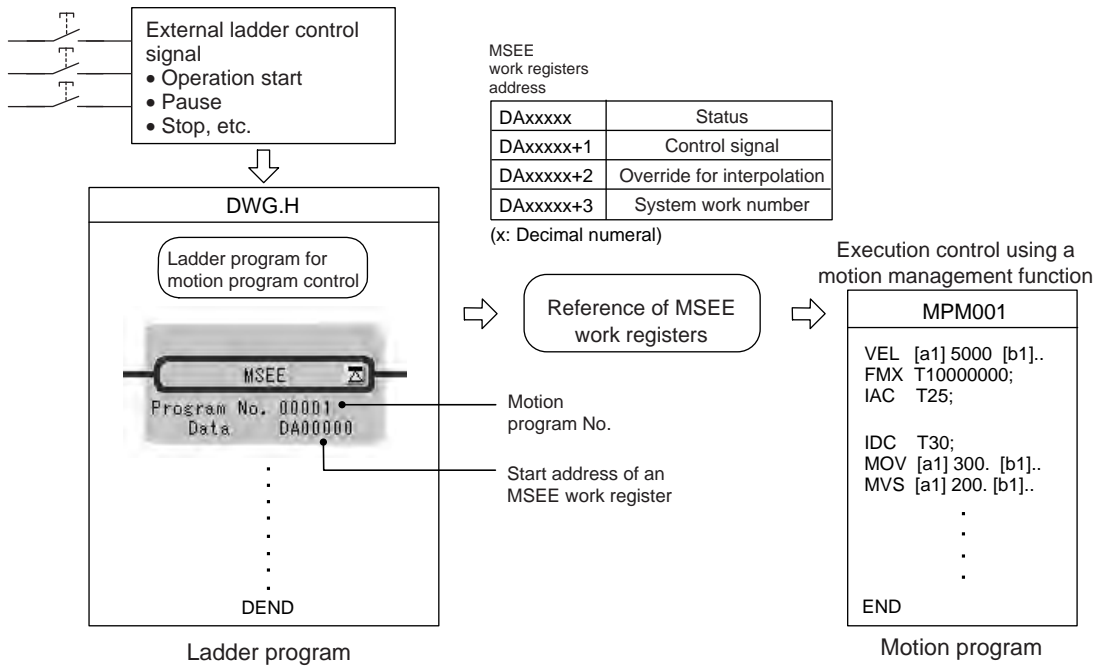 External ladder control
signal
• Operation start
• Pause
• Stop, etc.
MSEE
work registers
address
DAxxxxx Status
DAxxxxx+1 Control signal
DAxxxxx+2 Override for interpolation
DAxxxxx+3 System work number
(x: Decimal numeral)
DWG.H
Ladder program for
motion program control
MSEE
Program No. 00001
Data DA00000
Motion
program No.
Start address of an
MSEE work register
DEND
Ladder program
Reference of MSEE
work registers
Execution control using a
motion management function
MPM001
VEL [a1] 5000 [b1]..
FMX T10000000;
IAC T25;
IDC T30;
MOV [a1] 300. [b1]..
MVS [a1] 200. [b1]..
END
Motion program